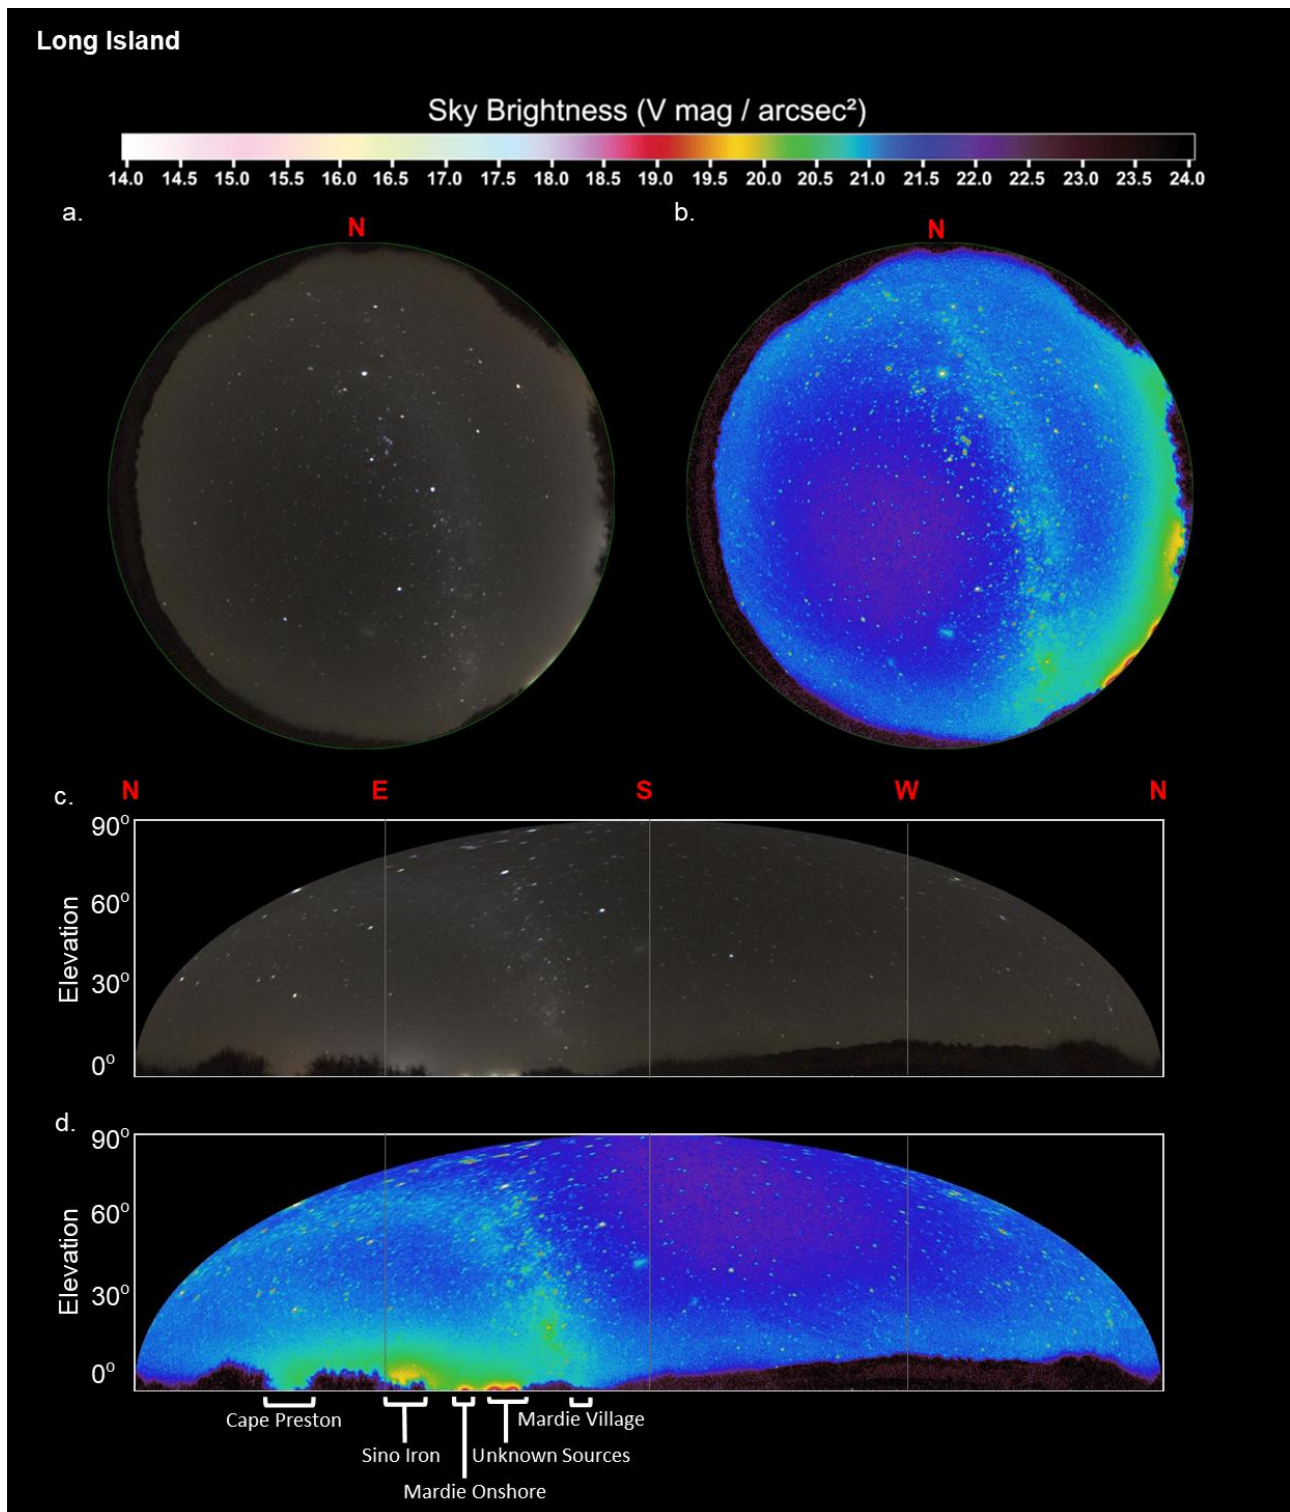 Long Island
Sky Brightness (V mag / arcsec²)
14.0 14.5 15.0 15.5 16.0 16.5 17.0 17.5 18.0 18.5 19.0 19.5 20.0 20.5 21.0 21.5 22.0 22.5 23.0 23.5 24.0
a. b.
N N
c. N E S W N
90°
60°
30°
0°
Elevation
d.
90°
60°
30°
0°
Elevation
Cape Preston Mardie Village
Sino Iron Unknown Sources
Mardie Onshore